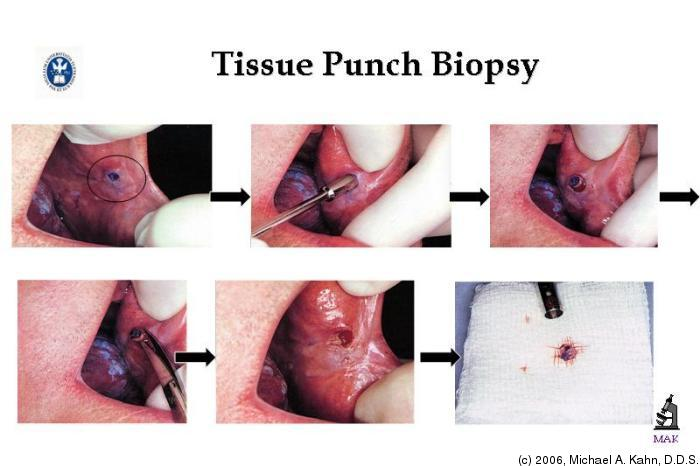 Tissue Punch Biopsy
MAK
(c) 2006, Michael A. Kahn, D.D.S.